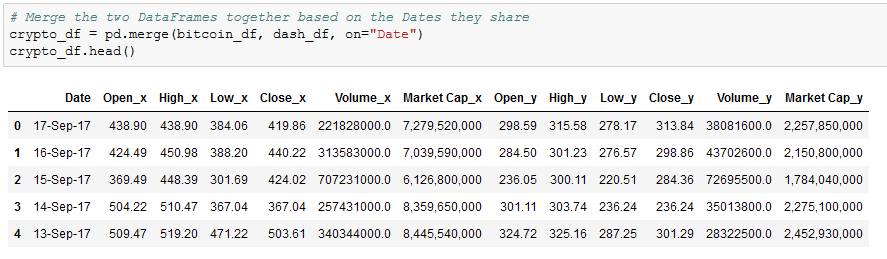 # Merge the two DataFrames together based on the Dates they share
crypto_df = pd.merge(bitcoin_df, dash_df, on="Date")
crypto_df.head()
Date Open_x High_x Low_x Close_x Volume_x Market Cap_x Open_y High_y Low_y Close_y Volume_y Market Cap_y
0 17-Sep-17 438.90 438.90 384.06 419.86 221828000.0 7,279,520,000 298.59 315.58 278.17 313.84 38081600.0 2,257,850,000
1 16-Sep-17 424.49 450.98 388.20 440.22 313583000.0 7,039,590,000 284.50 301.23 276.57 298.86 43702600.0 2,150,800,000
2 15-Sep-17 369.49 448.39 301.69 424.02 707231000.0 6,126,800,000 236.05 300.11 220.51 284.36 72695500.0 1,784,040,000
3 14-Sep-17 504.22 510.47 367.04 367.04 257431000.0 8,359,650,000 301.11 303.74 236.24 236.24 35013800.0 2,275,100,000
4 13-Sep-17 509.47 519.20 471.22 503.61 340344000.0 8,445,540,000 324.72 325.16 287.25 301.29 28322500.0 2,452,930,000